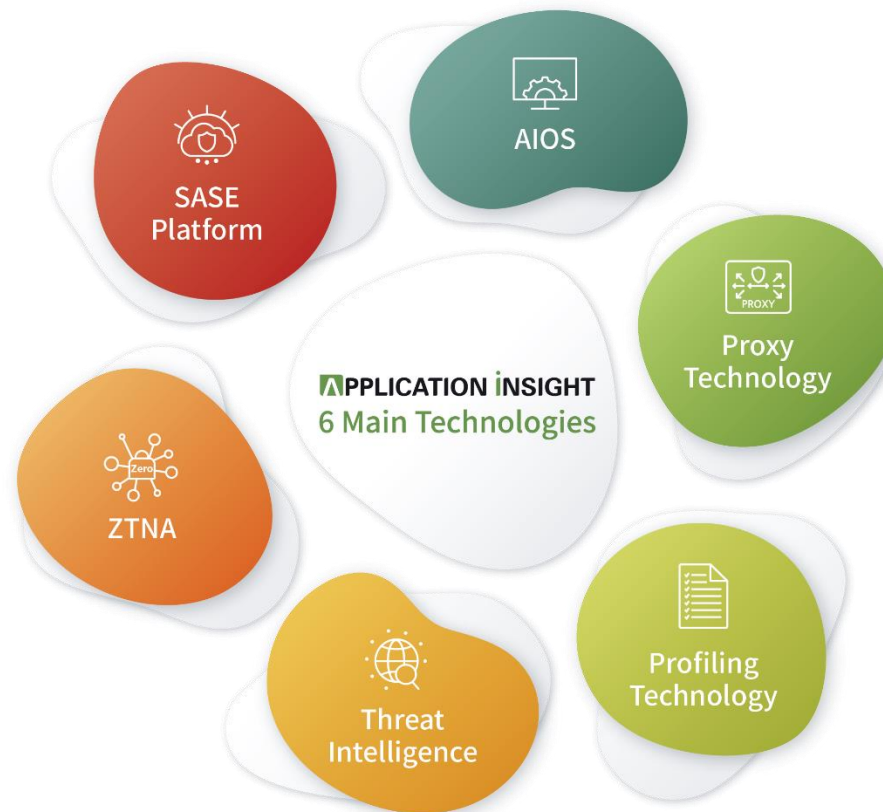 AIOS
SASE
Platform
PROXY
Proxy
Technology
APPLICATION INSIGHT
6 Main Technologies
Zero
ZTNA
Profiling
Technology
Threat
Intelligence